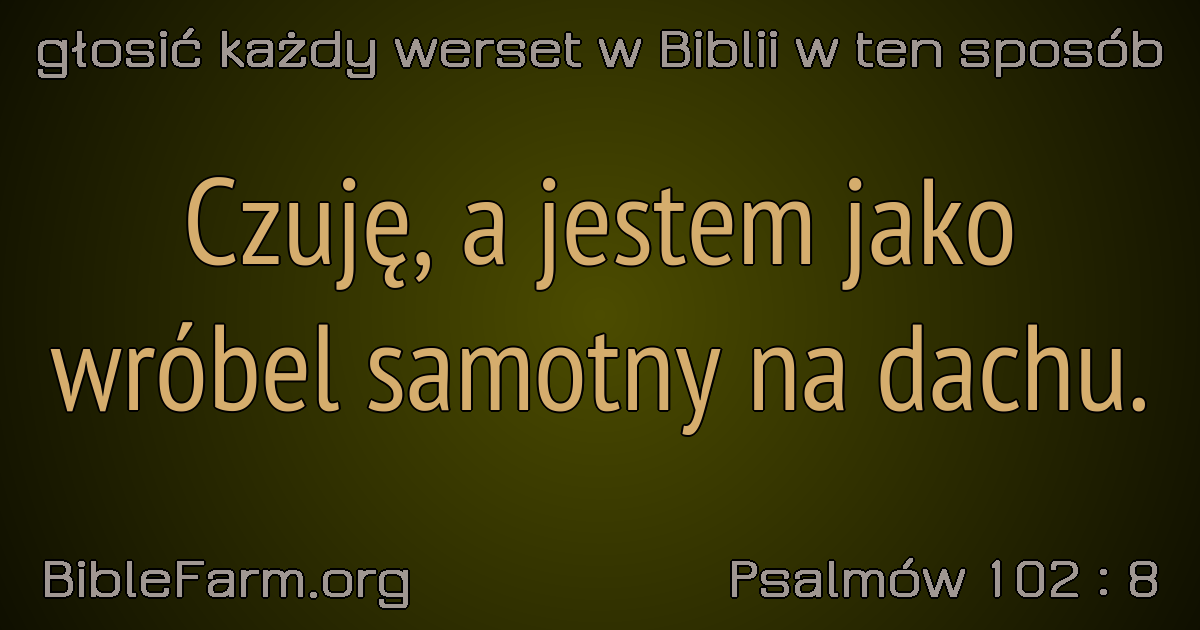 głosić każdy werset w Biblii w ten sposób
Czuję, a jestem jako
wróbel samotny na dachu.
BibleFarm.org
Psalmów 102 : 8